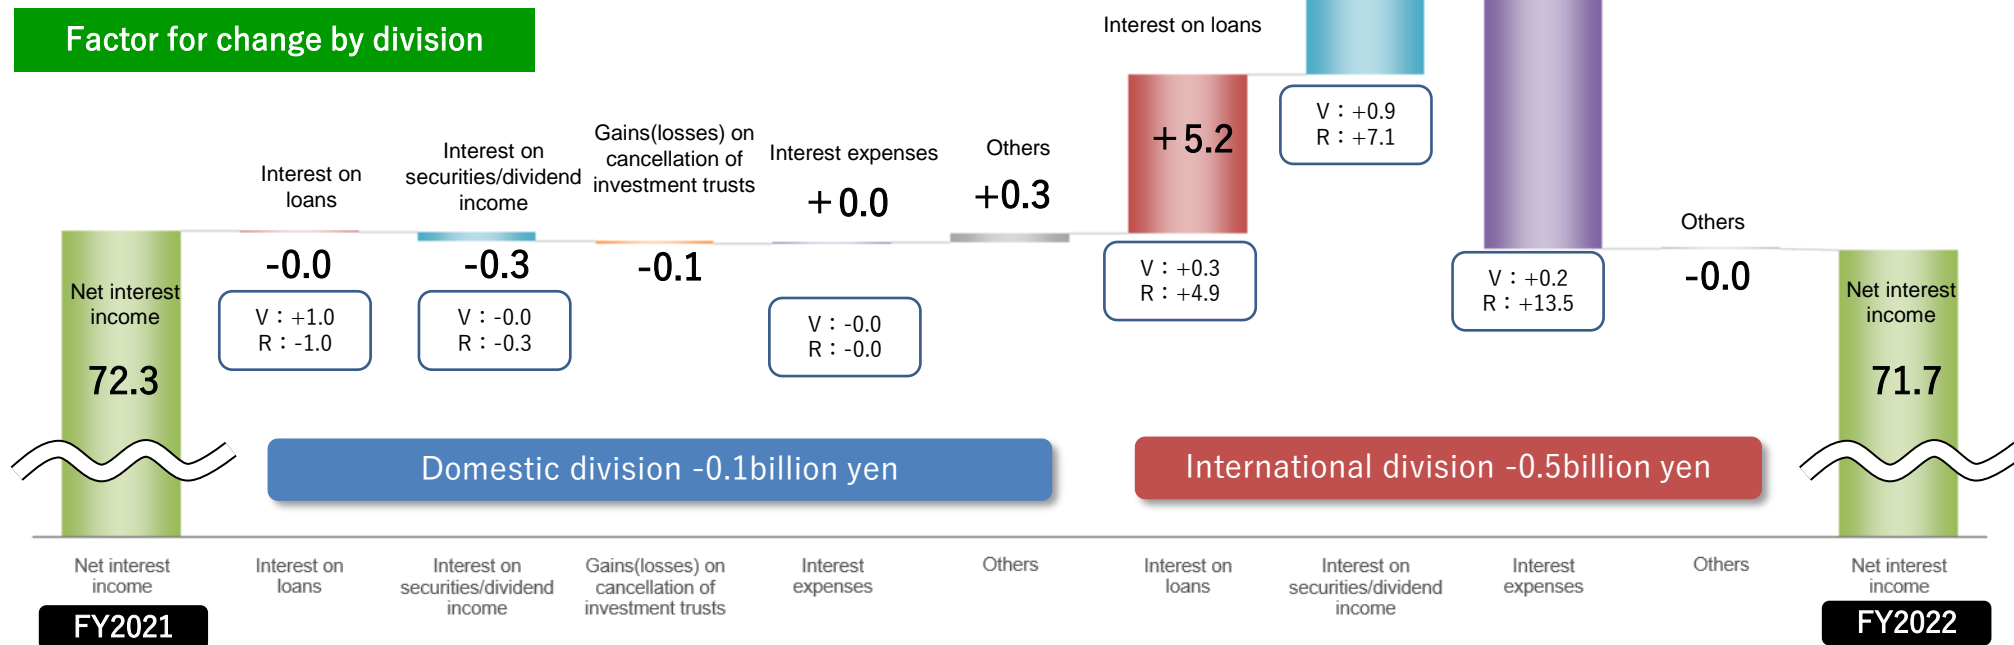 Factor for change by division
Interest on loans
Interest on
loans
-0.0
V：+1.0
R：-1.0
Interest on
securities/dividend
income
-0.3
V：-0.0
R：-0.3
Gains(losses) on
cancellation of
investment trusts
-0.1
Interest expenses
+0.0
V：-0.0
R：-0.0
Others
+0.3
+5.2
V：+0.3
R：+4.9
V：+0.9
R：+7.1
V：+0.2
R：+13.5
Others
-0.0
Net interest
income
72.3
Net interest
income
71.7
Domestic division -0.1billion yen
International division -0.5billion yen
Net interest
income
Interest on
loans
Interest on
securities/dividend
income
Gains(losses) on
cancellation of
investment trusts
Interest
expenses
Others
Interest on
loans
Interest on
securities/dividend
income
Interest
expenses
Others
Net interest
income
FY2021
FY2022